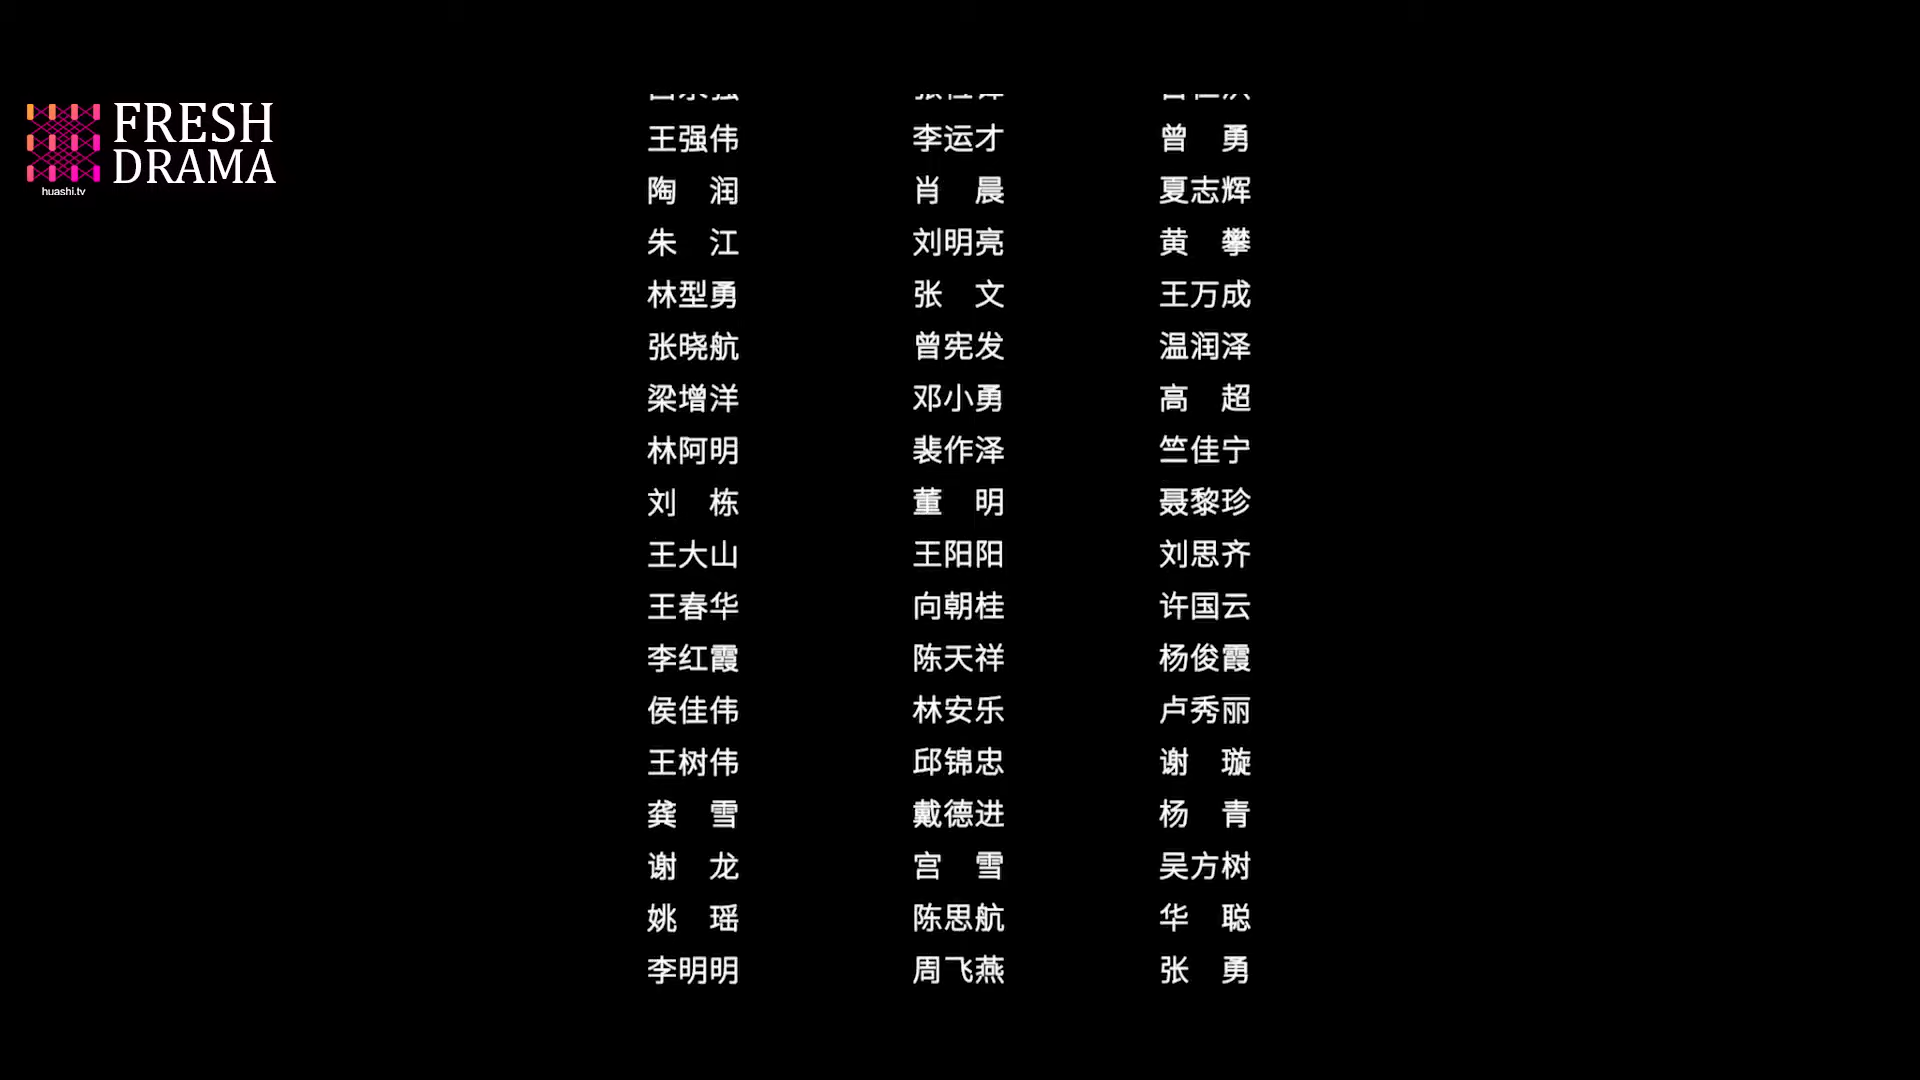 FRESH
DRAMA
huashi.tv
王强伟 李运才 曾 勇
陶 润 肖 晨 夏志辉
朱 江 刘明亮 黄 攀
林型勇 张 文 王万成
张晓航 曾宪发 温润泽
梁增洋 邓小勇 高 超
林阿明 裴作泽 竺佳宁
刘 栋 董 明 聂黎珍
王大山 王阳阳 刘思齐
王春华 向朝桂 许国云
李红霞 陈天祥 杨俊霞
侯佳伟 林安乐 卢秀丽
王树伟 邱锦忠 谢 璇
龚 雪 戴德进 杨 青
谢 龙 宫 雪 吴方树
姚 瑶 陈思航 华 聪
李明明 周飞燕 张 勇